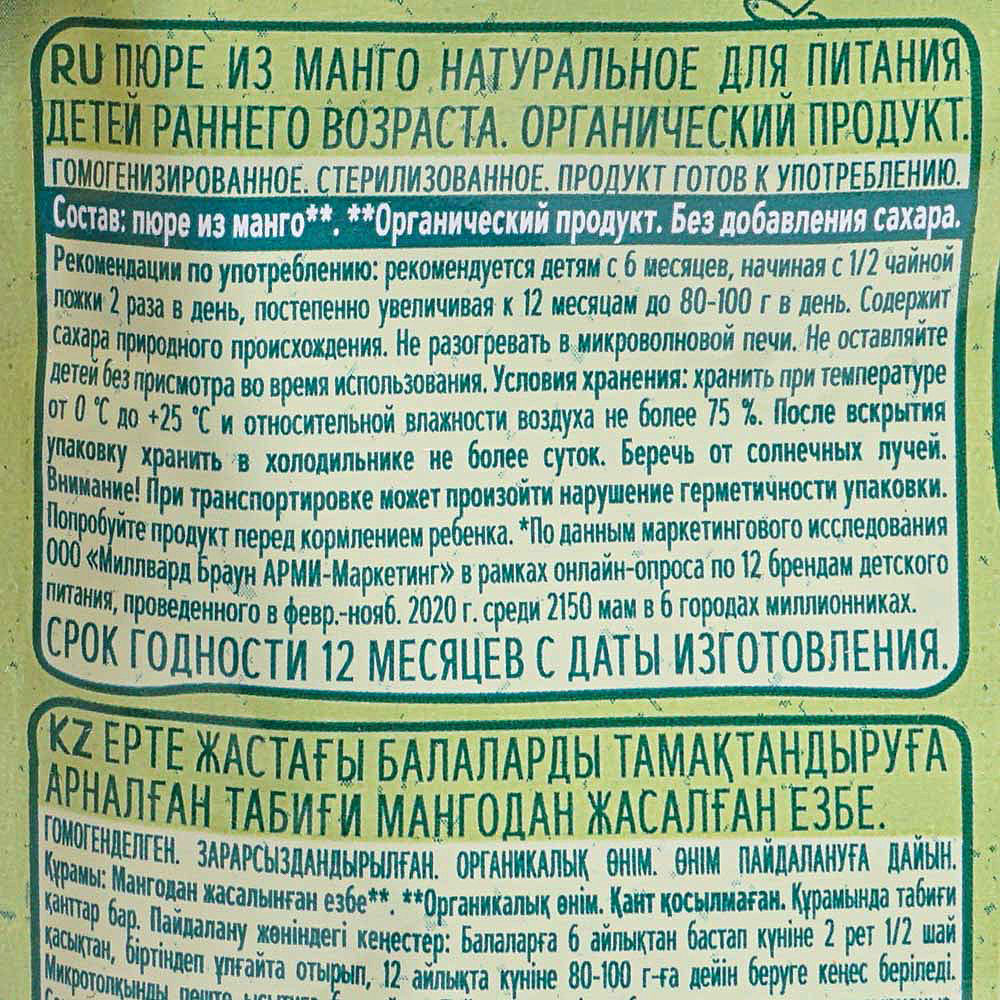 RU ПЮРЕ ИЗ МАНГО НАТУРАЛЬНОЕ ДЛЯ ПИТАНИЯ
ДЕТЕЙ РАННЕГО ВОЗРАСТА. ОРГАНИЧЕСКИЙ ПРОДУКТ.
ГОМОГЕНИЗИРОВАННОЕ. СТЕРИЛИЗОВАННОЕ. ПРОДУКТ ГОТОВ К УПОТРЕБЛЕНИЮ.
Состав: пюре из манго**. **Органический продукт. Без добавления сахара.
Рекомендации по употреблению: рекомендуется детям с 6 месяцев, начиная с 1/2 чайной
ложки 2 раза в день, постепенно увеличивая к 12 месяцам до 80-100 г в день. Содержит
сахара природного происхождения. Не разогревать в микроволновой печи. Не оставляйте
детей без присмотра во время использования. Условия хранения: хранить при температуре
от 0 °С до +25 °С и относительной влажности воздуха не более 75 %. После вскрытия
упаковку хранить в холодильнике не более суток. Беречь от солнечных лучей.
Внимание! При транспортировке может произойти нарушение герметичности упаковки.
Попробуйте продукт перед кормлением ребенка. *По данным маркетингового исследования
ООО «Миллвард Браун АРМИ-Маркетинг» в рамках онлайн-опроса по 12 брендам детского
питания, проведенного в февр.-нояб. 2020 г. среди 2150 мам в 6 городах миллионниках.
СРОК ГОДНОСТИ 12 МЕСЯЦЕВ С ДАТЫ ИЗГОТОВЛЕНИЯ.
KZ ЕРТЕ ЖАСТАҒЫ БАЛАЛАРДЫ ТАМАҚТАНДЫРУҒА
АРНАЛҒАН ТАБИҒИ МАНГОДАН ЖАСАЛҒАН ЕЗБЕ.
ГОМОГЕНДЕЛГЕН. ЗАРАРСЫЗДАНДЫРЫЛҒАН. ОРГАНИКАЛЫҚ ӨНІМ. ӨНІМ ПАЙДАЛАНУҒА ДАЙЫН.
Құрамы: Мангодан жасалынған езбе**. **Органикалық өнім. Қант қосылмаған. Құрамында табиғи
қанттар бар. Пайдалану жөніндегі кеңестер: Балаларға 6 айлықтан бастап күніне 2 рет 1/2 шай
қасықтан, біртіндеп ұлғайта отырып, 12 айлықта күніне 80-100 г-ға дейін беруге кеңес беріледі.
Микротолқынды пеште